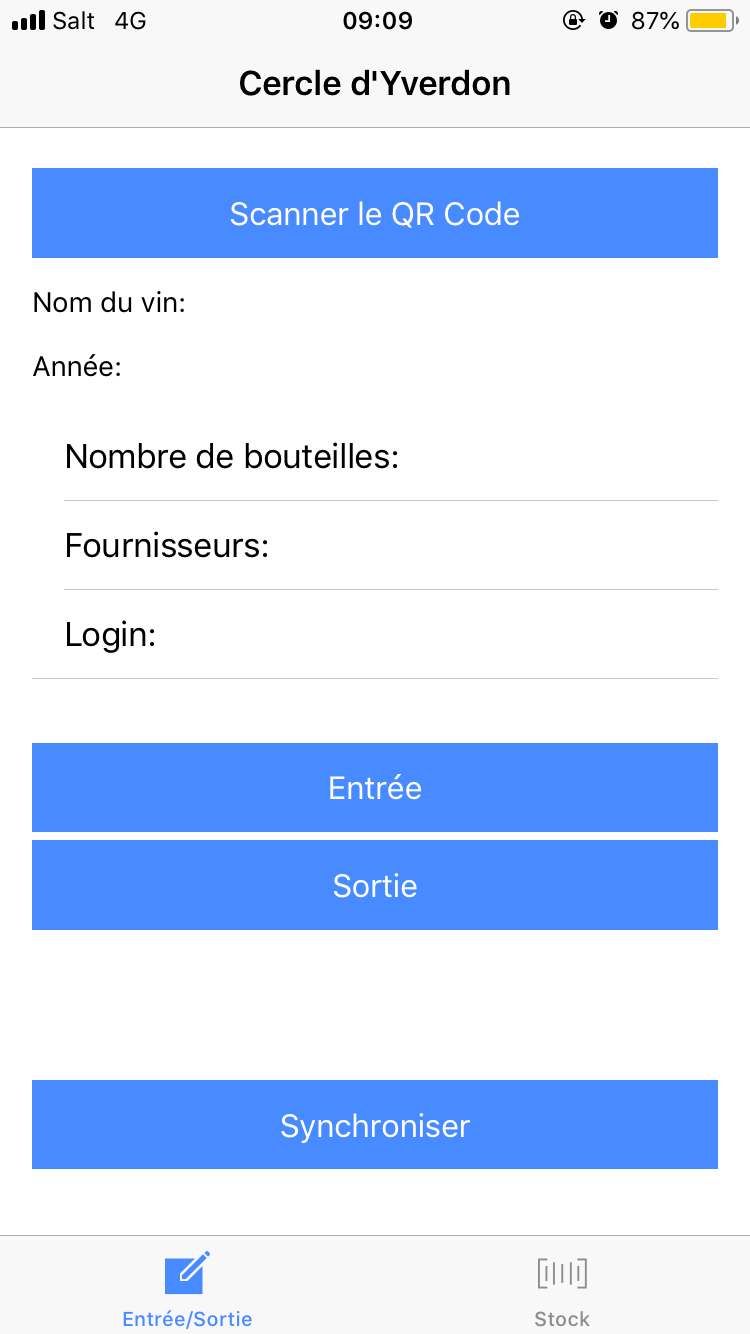 Salt 4G 09:09 87%
Cercle d'Yverdon
Scanner le QR Code
Nom du vin:
Année:
Nombre de bouteilles:
Fournisseurs:
Login:
Entrée
Sortie
Synchroniser
Entrée/Sortie Stock